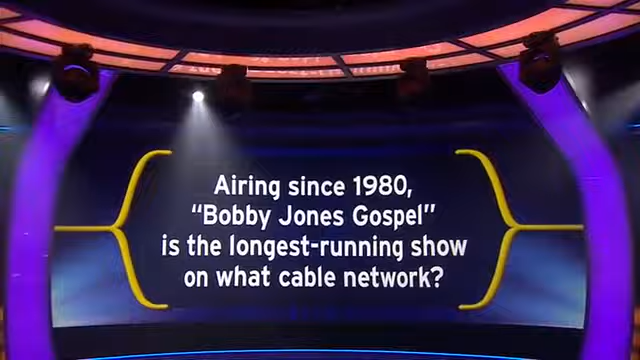 Airing since 1980,
“Bobby Jones Gospel”
is the longest-running show
on what cable network?